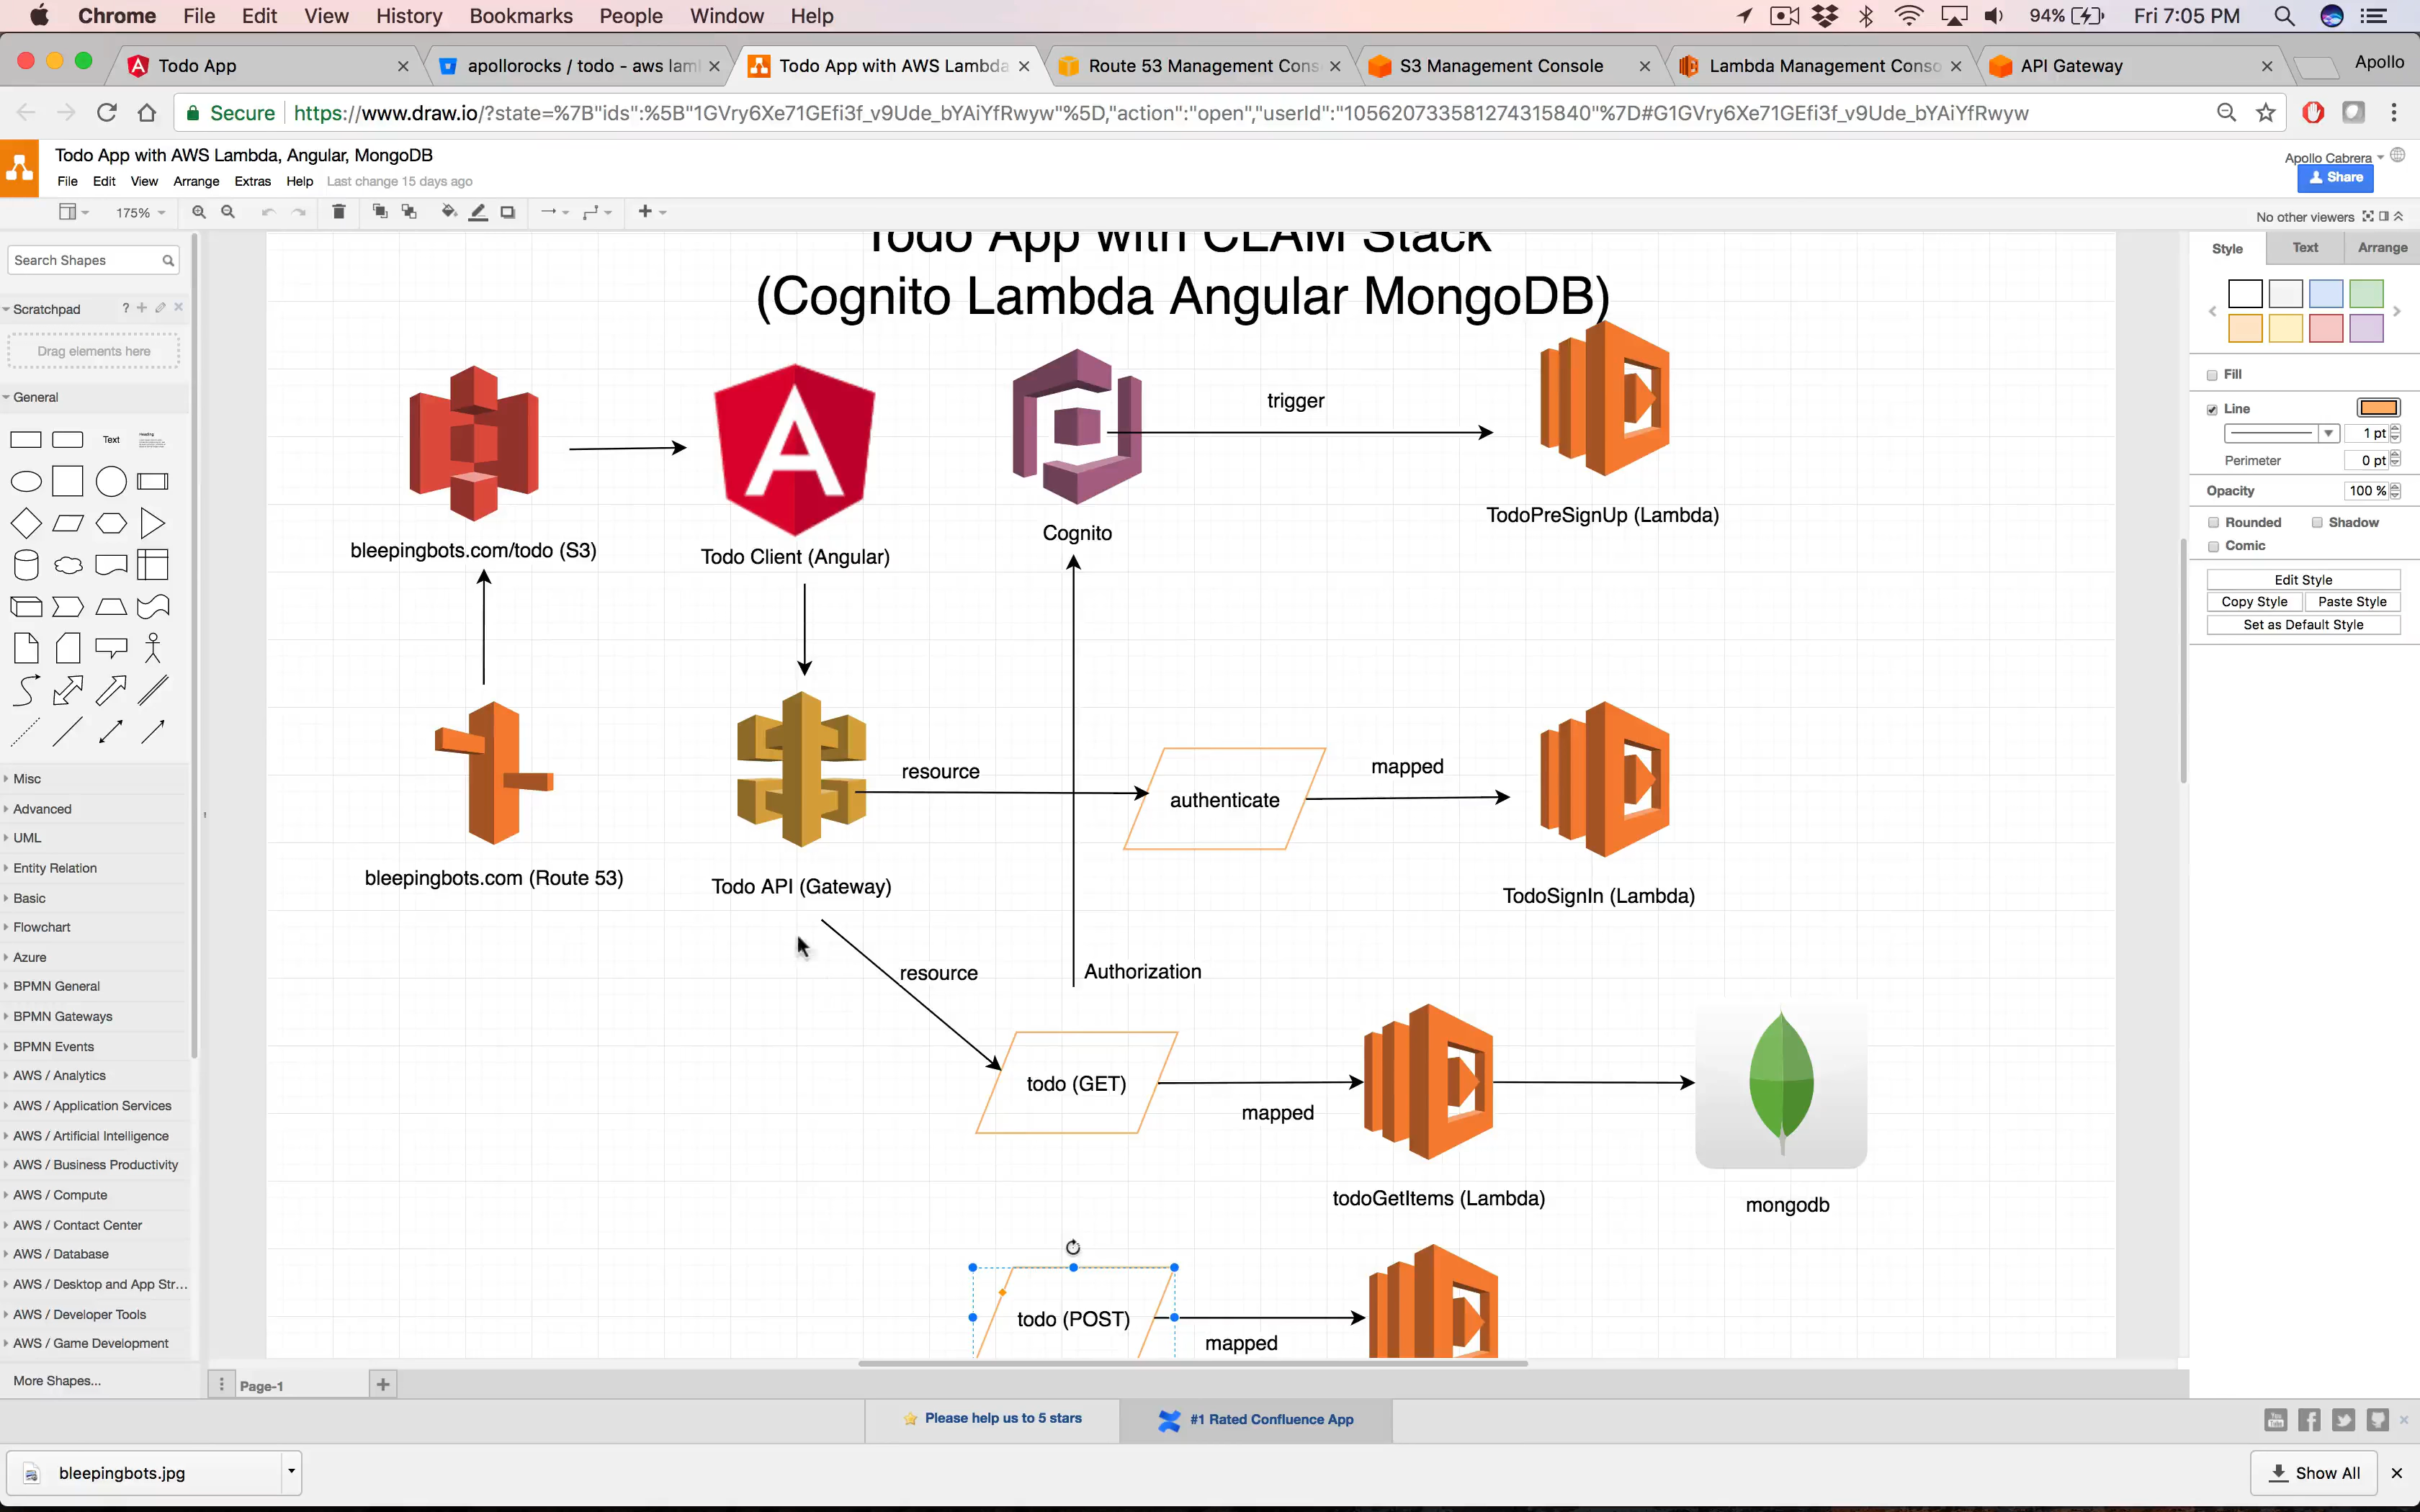 Chrome File Edit View History Bookmarks People Window Help 94% Fri 7:05 PM
Todo App apollorocks / todo - aws lam Todo App with AWS Lambda Route 53 Management Cons S3 Management Console Lambda Management Conso API Gateway Apollo
Secure https://www.draw.io/?state=%7B"ids":%5B"1GVry6Xe71GEfi3f_v9Ude_bYAiYfRwyw"%5D,"action":"open","userId":"105620733581274315840"%7D#G1GVry6Xe71GEfi3f_v9Ude_bYAiYfRwyw
Todo App with AWS Lambda, Angular, MongoDB
Apollo Cabrera
File Edit View Arrange Extras Help Last change 15 days ago
Share
175%
No other viewers
Search Shapes
Scratchpad ?
Drag elements here
General
Text
Heading
Misc
Advanced
UML
Entity Relation
Basic
Flowchart
Azure
BPMN General
BPMN Gateways
BPMN Events
AWS / Analytics
AWS / Application Services
AWS / Artificial Intelligence
AWS / Business Productivity
AWS / Compute
AWS / Contact Center
AWS / Database
AWS / Desktop and App Str...
AWS / Developer Tools
AWS / Game Development
More Shapes...
Todo App with CLAM Stack
(Cognito Lambda Angular MongoDB)
trigger
bleepingbots.com/todo (S3)
Todo Client (Angular)
Cognito
TodoPreSignUp (Lambda)
resource
authenticate
mapped
bleepingbots.com (Route 53)
Todo API (Gateway)
TodoSignIn (Lambda)
resource
Authorization
todo (GET)
mapped
todoGetItems (Lambda)
mongodb
todo (POST)
mapped
Style Text Arrange
Fill
Line
1 pt
Perimeter 0 pt
Opacity 100 %
Rounded Shadow
Comic
Edit Style
Copy Style Paste Style
Set as Default Style
Page-1
Please help us to 5 stars
#1 Rated Confluence App
You Tube
bleepingbots.jpg
Show All